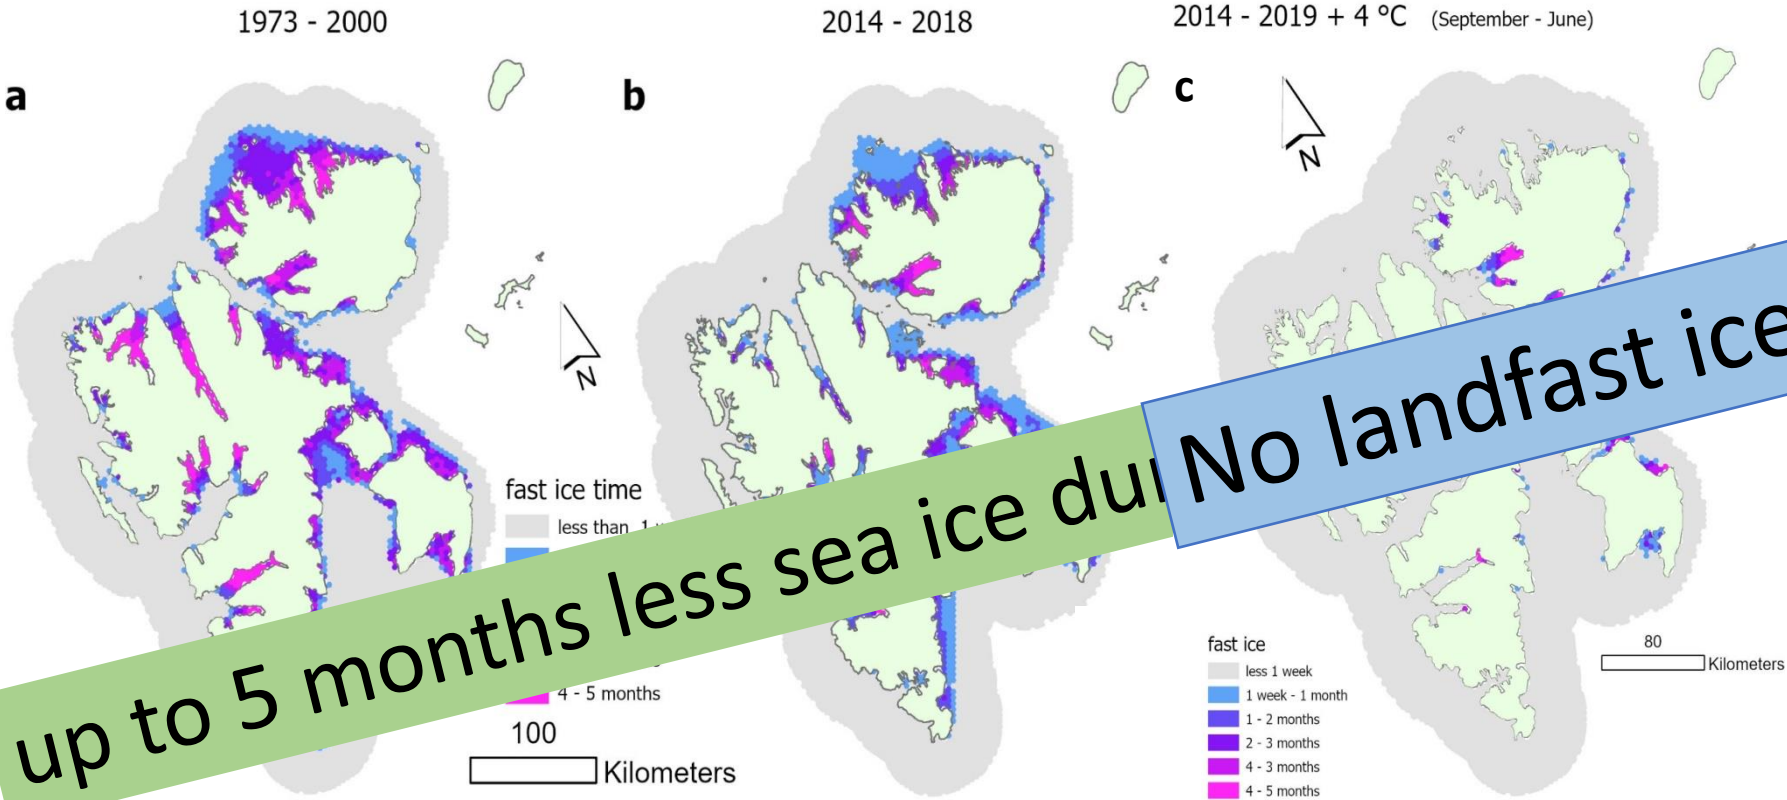 1973 - 2000
2014 - 2018
2014 - 2019 + 4 °C (September - June)
a
b
c
N
N
fast ice time
less than 1
up to 5 months less sea ice
No landfast ice
4 - 5 months
100
Kilometers
fast ice
less 1 week
1 week - 1 month
1 - 2 months
2 - 3 months
4 - 3 months
4 - 5 months
80
Kilometers